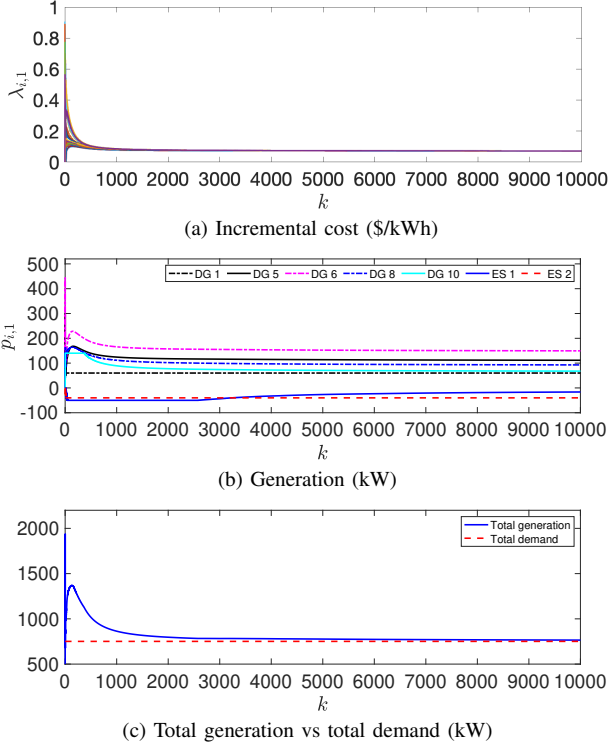 1
0.8
0.6
0.4
0.2
0
λi,1
0 1000 2000 3000 4000 5000 6000 7000 8000 9000 10000
k
(a) Incremental cost ($/kWh)
500
400
300
200
100
0
-100
pi,1
DG 1 DG 5 DG 6 DG 8 DG 10 ES 1 ES 2
0 1000 2000 3000 4000 5000 6000 7000 8000 9000 10000
k
(b) Generation (kW)
2000
1500
1000
500
Total generation
Total demand
0 1000 2000 3000 4000 5000 6000 7000 8000 9000 10000
k
(c) Total generation vs total demand (kW)